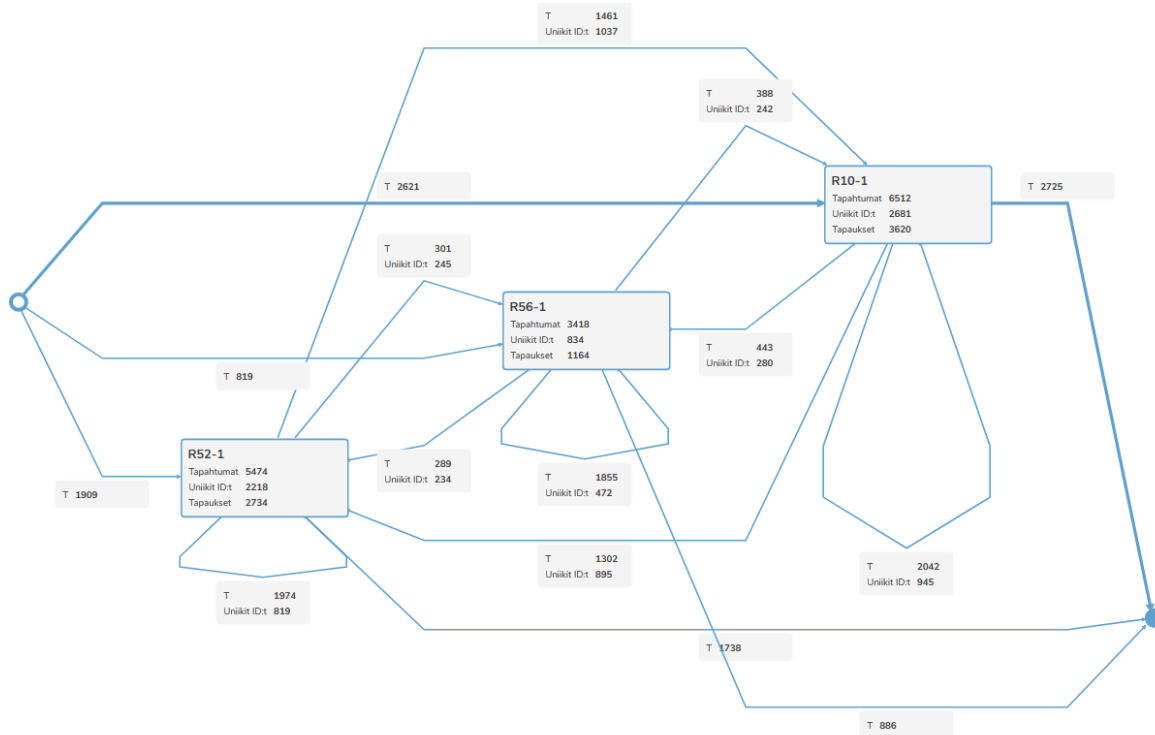 T 1461
Uniikit ID:t 1037
T 388
Uniikit ID:t 242
T 2621
R10-1
Tapahtumat 6512
Uniikit ID:t 2681
Tapaukset 3620
T 2725
T 301
Uniikit ID:t 245
R56-1
Tapahtumat 3418
Uniikit ID:t 834
Tapaukset 1164
T 443
Uniikit ID:t 280
T 819
R52-1
Tapahtumat 5474
Uniikit ID:t 2218
Tapaukset 2734
T 289
Uniikit ID:t 234
T 1855
Uniikit ID:t 472
T 1909
T 1302
Uniikit ID:t 895
T 2042
Uniikit ID:t 945
T 1974
Uniikit ID:t 819
T 1738
T 886